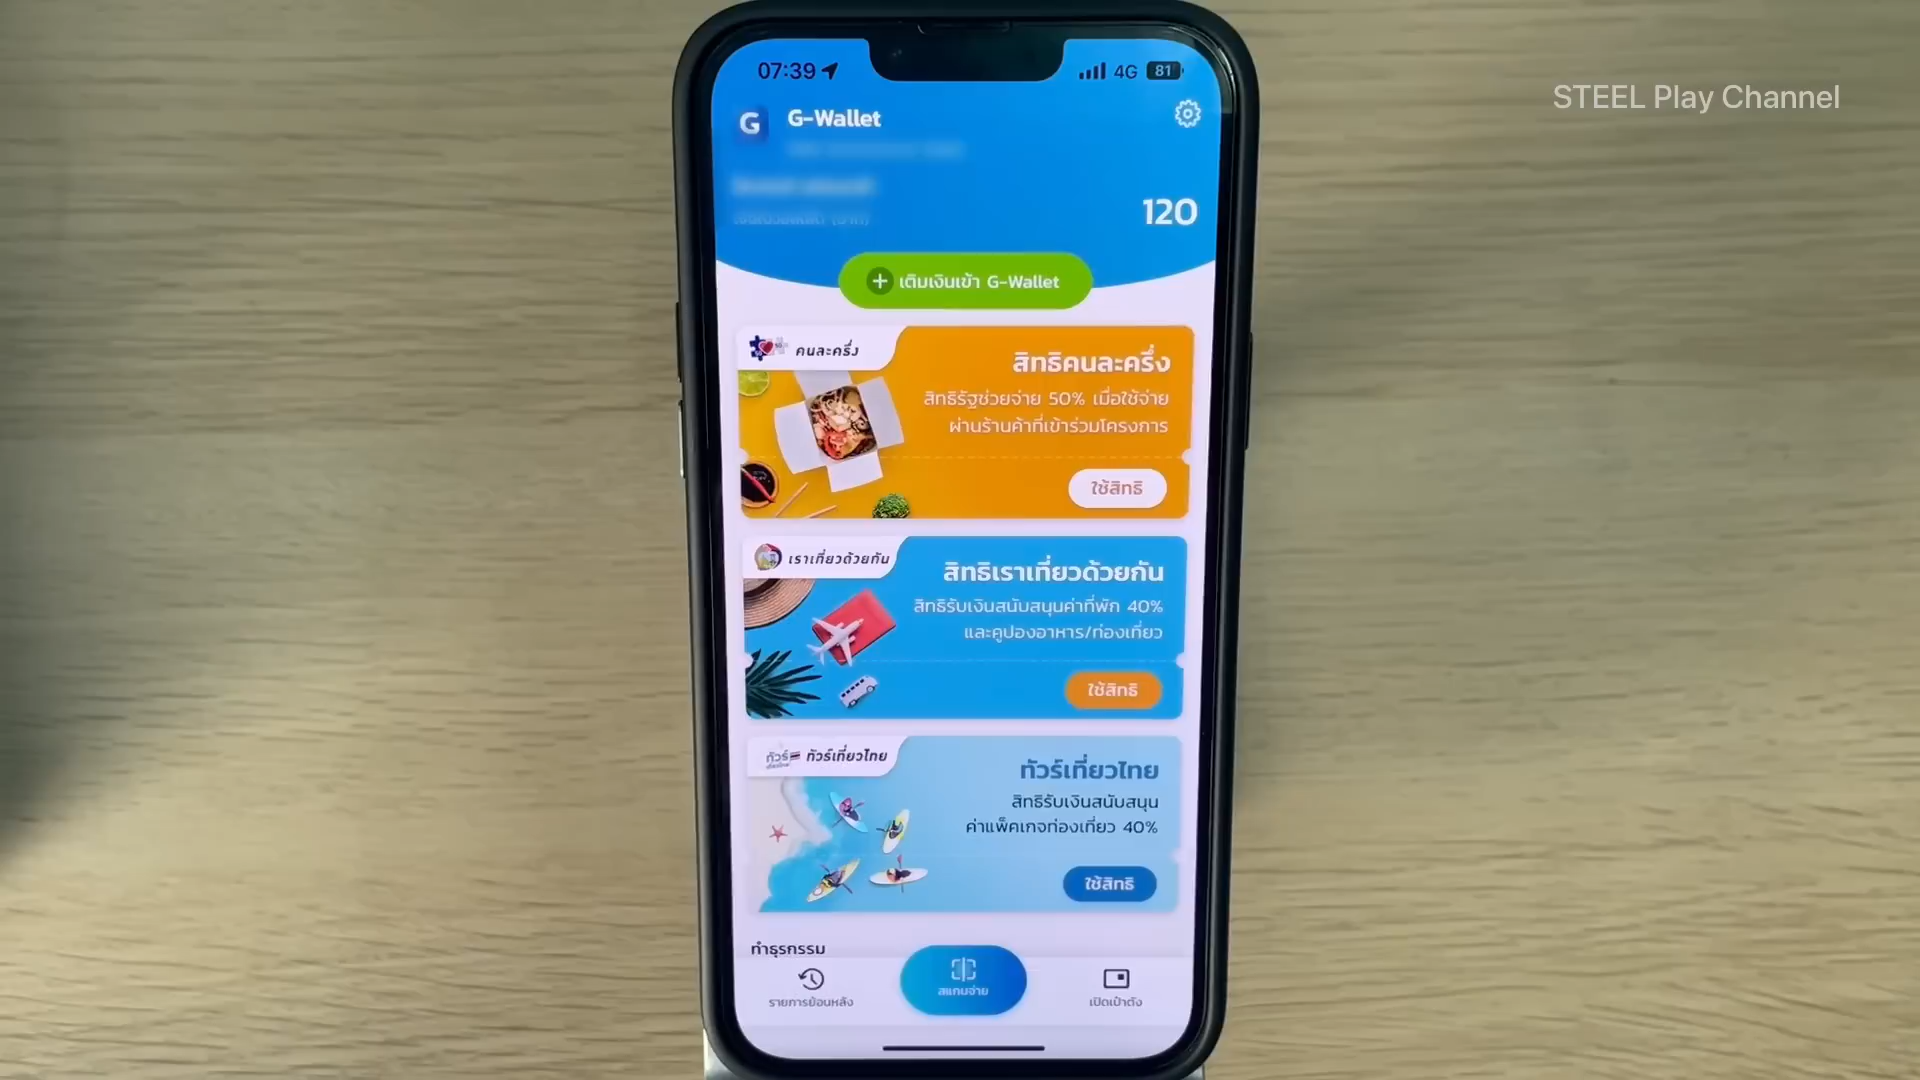 07:39
4G
81
STEEL Play Channel
G
G-Wallet
120
เติมเงินเข้า G-Wallet
คนละครึ่ง
สิทธิคนละครึ่ง
สิทธิรัฐช่วยจ่าย 50% เมื่อใช้จ่าย
ผ่านร้านค้าที่เข้าร่วมโครงการ
ใช้สิทธิ
เราเที่ยวด้วยกัน
สิทธิเราเที่ยวด้วยกัน
สิทธิรับเงินสนับสนุนค่าที่พัก 40%
และคูปองอาหาร/ท่องเที่ยว
ใช้สิทธิ
ทัวร์เที่ยวไทย
ทัวร์เที่ยวไทย
สิทธิรับเงินสนับสนุน
ค่าแพ็คเกจท่องเที่ยว 40%
ใช้สิทธิ
ทำธุรกรรม
รายการย้อนหลัง
สแกนจ่าย
เปิดเป๋าตัง